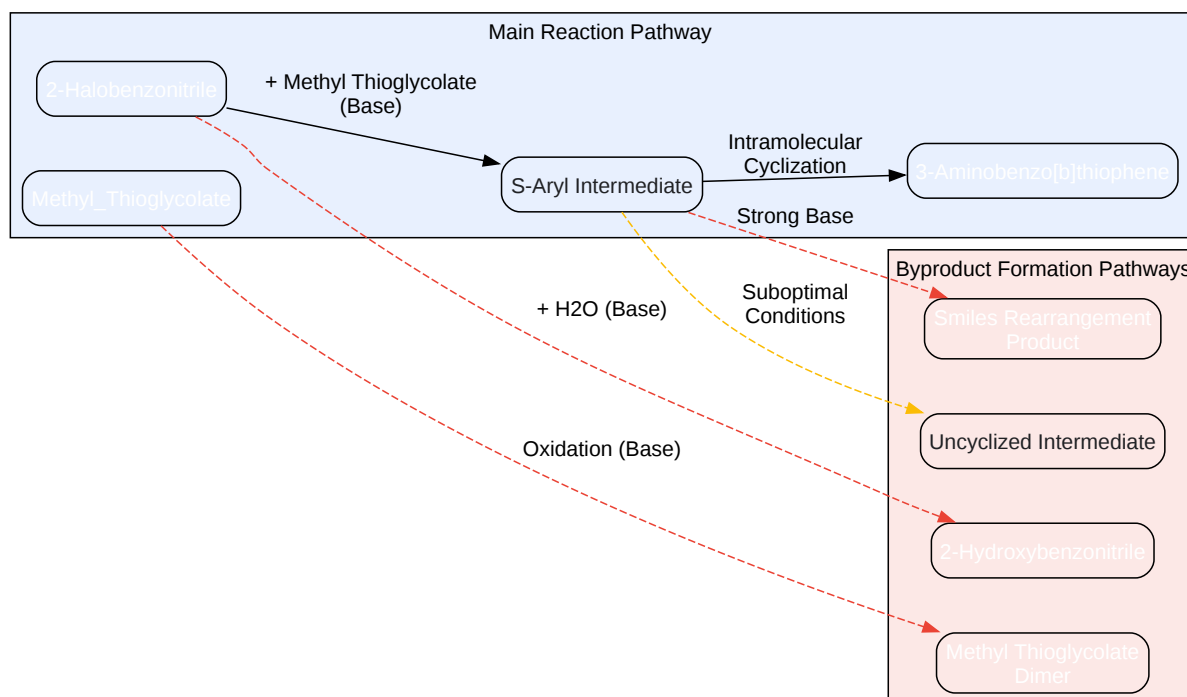 Main Reaction Pathway
2-Halobenzonitrile
+ Methyl Thioglycolate
(Base)
Methyl_Thioglycolate
S-Aryl Intermediate
Intramolecular
Cyclization
3-Aminobenzo[b]thiophene
Strong Base
Byproduct Formation Pathways
Smiles Rearrangement
Product
Suboptimal
Conditions
+ H2O (Base)
Uncyclized Intermediate
Oxidation (Base)
2-Hydroxybenzonitrile
Methyl Thioglycolate
Dimer